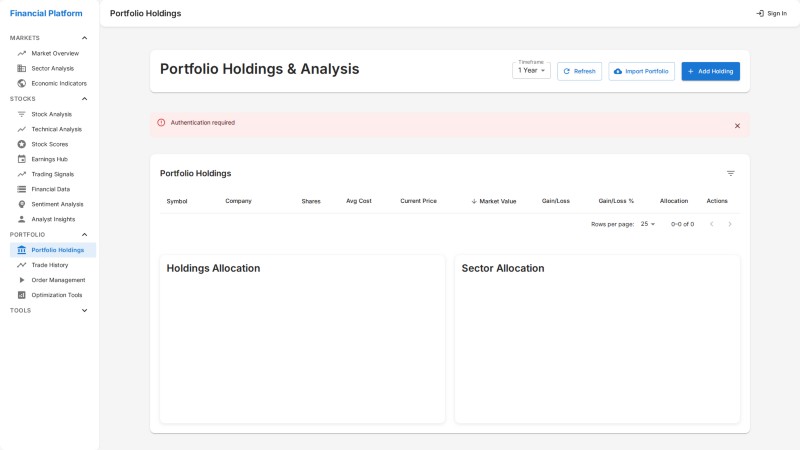 Financial Platform
Portfolio Holdings
Sign In
MARKETS
Market Overview
Sector Analysis
Economic Indicators
STOCKS
Stock Analysis
Technical Analysis
Stock Scores
Earnings Hub
Trading Signals
Financial Data
Sentiment Analysis
Analyst Insights
PORTFOLIO
Portfolio Holdings
Trade History
Order Management
Optimization Tools
TOOLS
Portfolio Holdings & Analysis
Timeframe
1 Year
Refresh
Import Portfolio
Add Holding
Authentication required
Portfolio Holdings
Symbol Company Shares Avg Cost Current Price Market Value Gain/Loss Gain/Loss % Allocation Actions
Rows per page: 25 0-0 of 0
Holdings Allocation
Sector Allocation